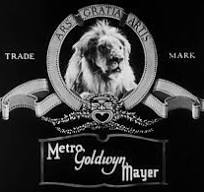 ARS GRATIA ARTIS
TRADE MARK
Metro
Goldwyn
Mayer